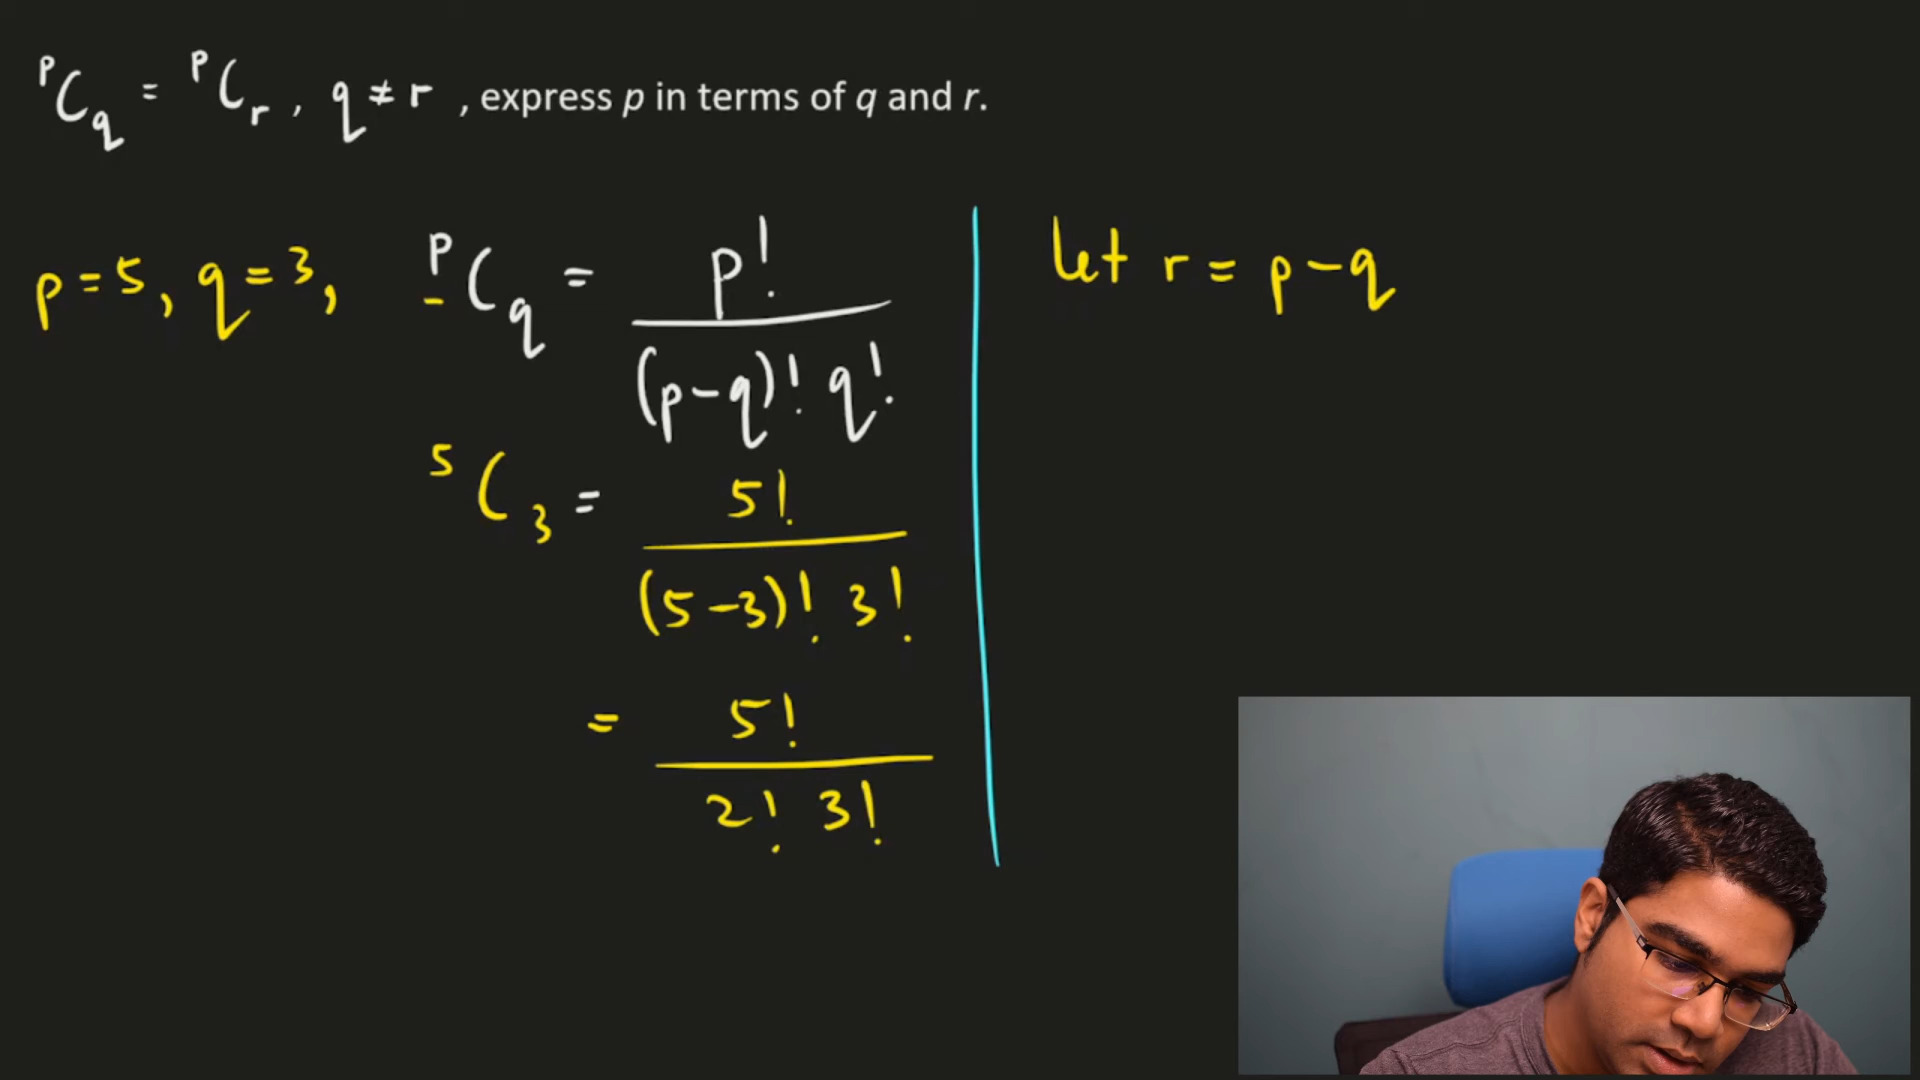 ᵖC_q = ᵖC_r, q ≠ r, express p in terms of q and r.
p = 5, q = 3,
ᵖC_q = p! / (p-q)! q!
⁵C₃ = 5! / (5-3)! 3!
= 5! / 2! 3!
let r = p - q